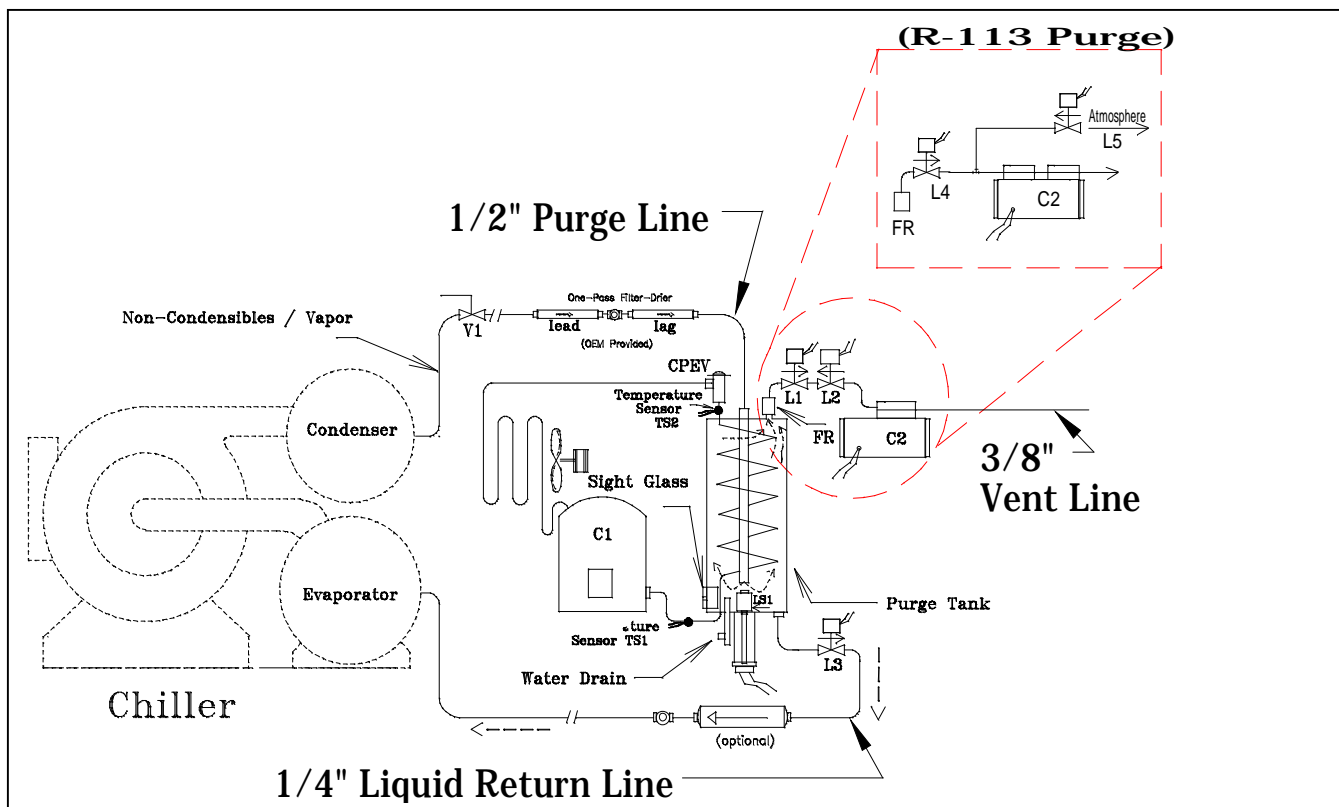 (R-113 Purge)
Atmosphere
L5
L4
C2
FR
1/2" Purge Line
One-Pass Filter-Drier
Non-Condensibles / Vapor
V1
lead
lag
(OEM Provided)
CPEV
Temperature
Sensor
TS2
L1
L2
FR
C2
Condenser
3/8"
Vent Line
Sight Glass
C1
Evaporator
LS1
Purge Tank
ture
Sensor TS1
L3
Water Drain
Chiller
(optional)
1/4" Liquid Return Line